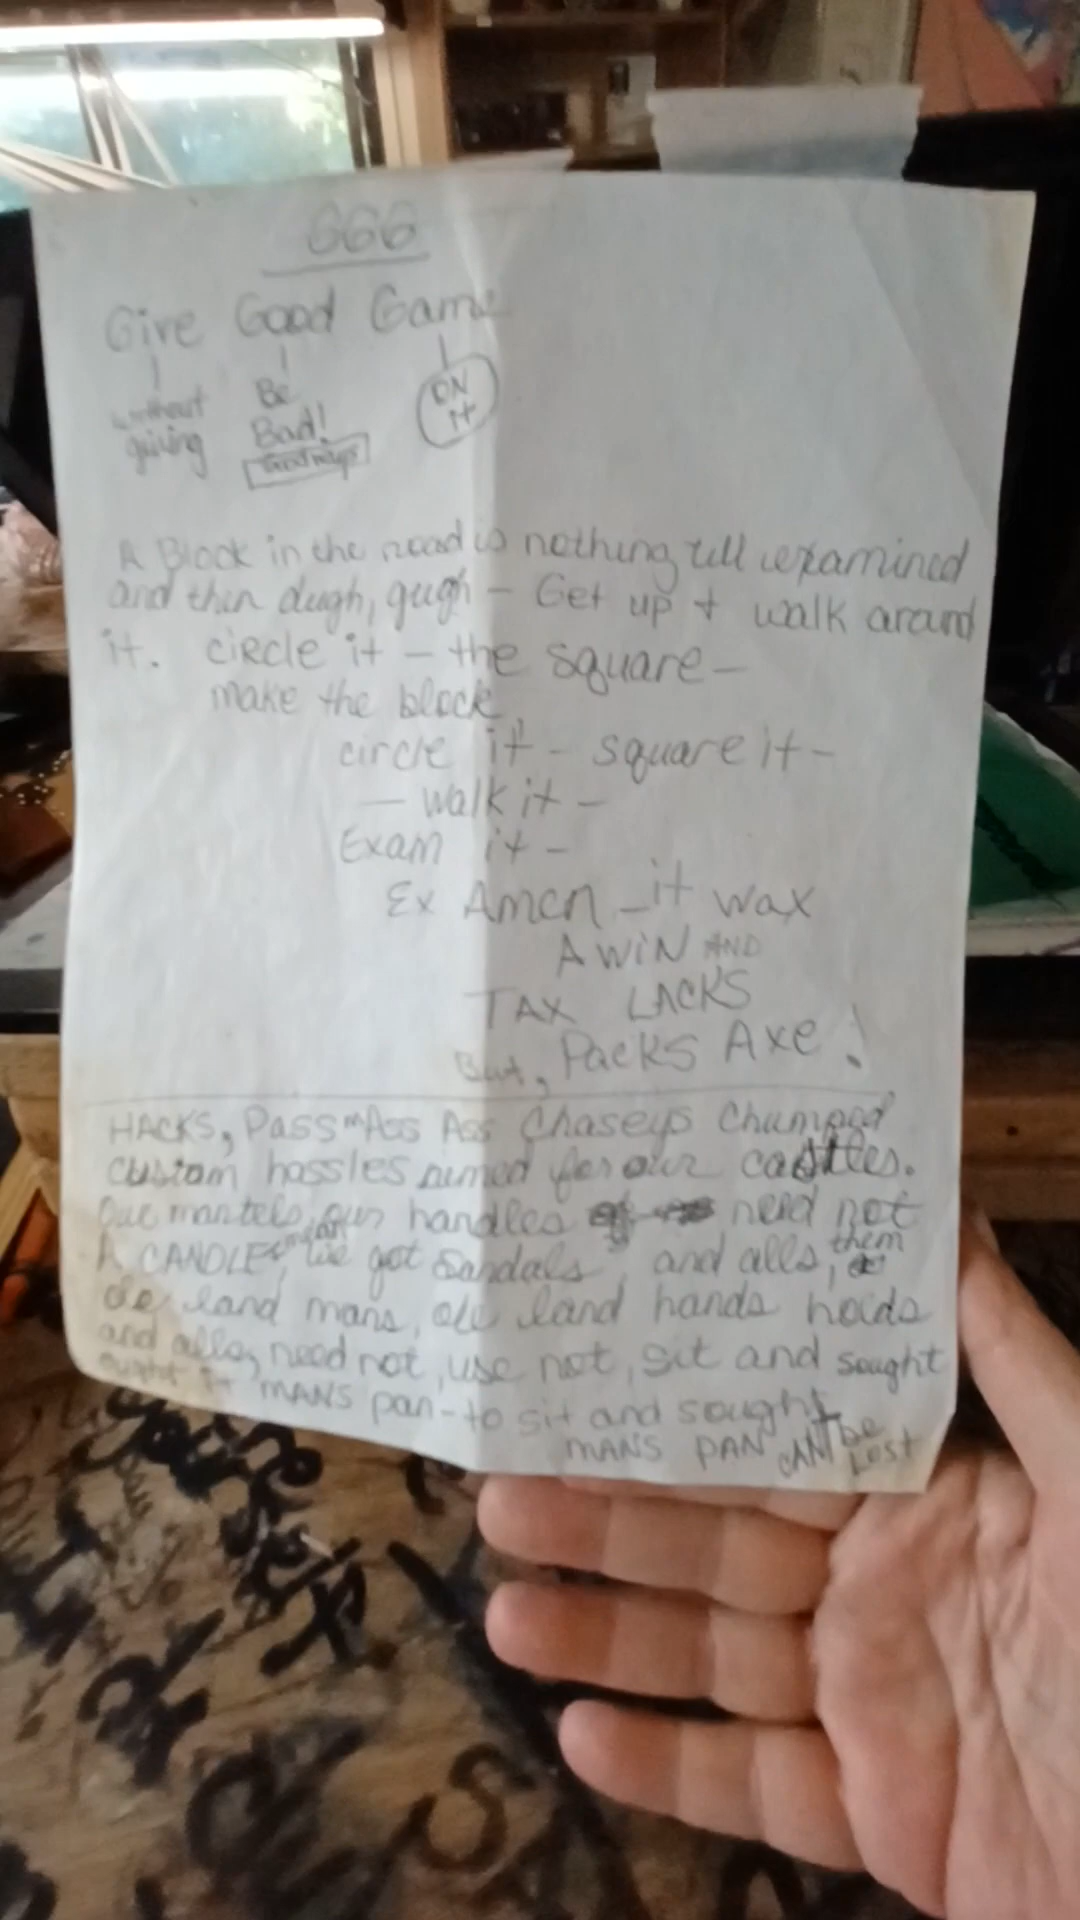 GGG
Give Good Game
without Be ON
giving Bad! it
A Block in the road is nothing till examined
and then dugh, gugh – Get up + walk around
it. circle it – the square –
make the block
circle it – square it –
– walk it –
Exam it –
Ex Amen – it wax
A WIN AND
TAX LACKS
But, PACKS AXE!
HACKS, Pass Ass Chaseys Chumped
custom hassles aimed for our castles.
Our mantels, our handles need not
A CANDLE, we got sandals, and alls, them
land mans, land hands holds
and alls, need not, use not, sit and sought
it MANS pan – to sit and sought
MANS PAN CAN'T be
Lost